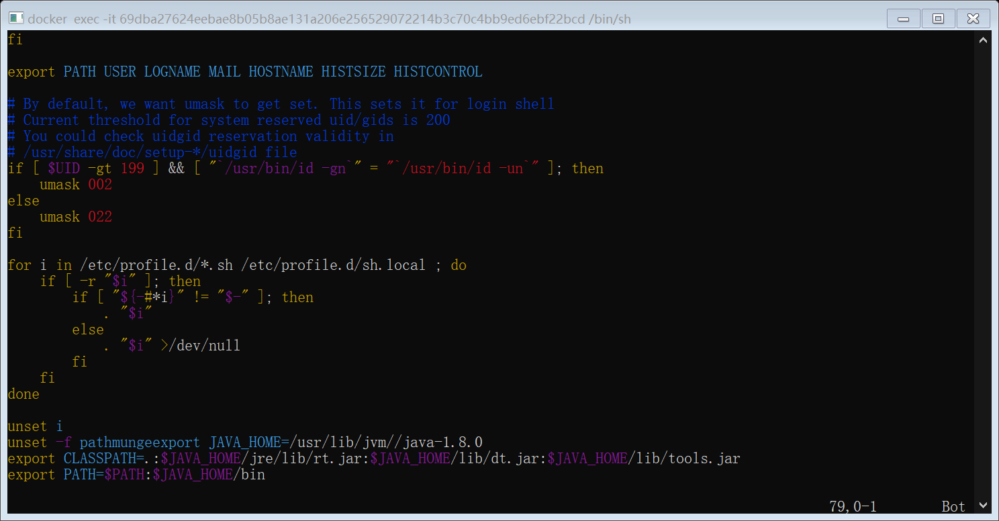 docker  exec -it 69dba27624eebae8b05b8ae131a206e256529072214b3c70c4bb9ed6ebf22bcd /bin/sh
fi
export PATH USER LOGNAME MAIL HOSTNAME HISTSIZE HISTCONTROL
# By default, we want umask to get set. This sets it for login shell
# Current threshold for system reserved uid/gids is 200
# You could check uidgid reservation validity in
# /usr/share/doc/setup-*/uidgid file
if [ $UID -gt 199 ] && [ "`/usr/bin/id -gn`" = "`/usr/bin/id -un`" ]; then
    umask 002
else
    umask 022
fi
for i in /etc/profile.d/*.sh /etc/profile.d/sh.local ; do
    if [ -r "$i" ]; then
        if [ "${-#*i}" != "$-" ]; then
            . "$i"
        else
            . "$i" >/dev/null
        fi
    fi
done
unset i
unset -f pathmungeexport JAVA_HOME=/usr/lib/jvm//java-1.8.0
export CLASSPATH=.:$JAVA_HOME/jre/lib/rt.jar:$JAVA_HOME/lib/dt.jar:$JAVA_HOME/lib/tools.jar
export PATH=$PATH:$JAVA_HOME/bin
79,0-1        Bot